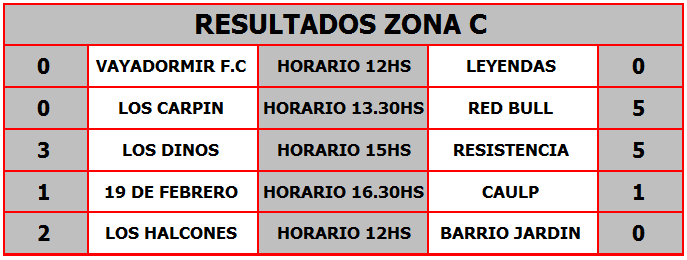 RESULTADOS ZONA C
0 VAYADORMIR F.C HORARIO 12HS LEYENDAS 0
0 LOS CARPIN HORARIO 13.30HS RED BULL 5
3 LOS DINOS HORARIO 15HS RESISTENCIA 5
1 19 DE FEBRERO HORARIO 16.30HS CAULP 1
2 LOS HALCONES HORARIO 12HS BARRIO JARDIN 0